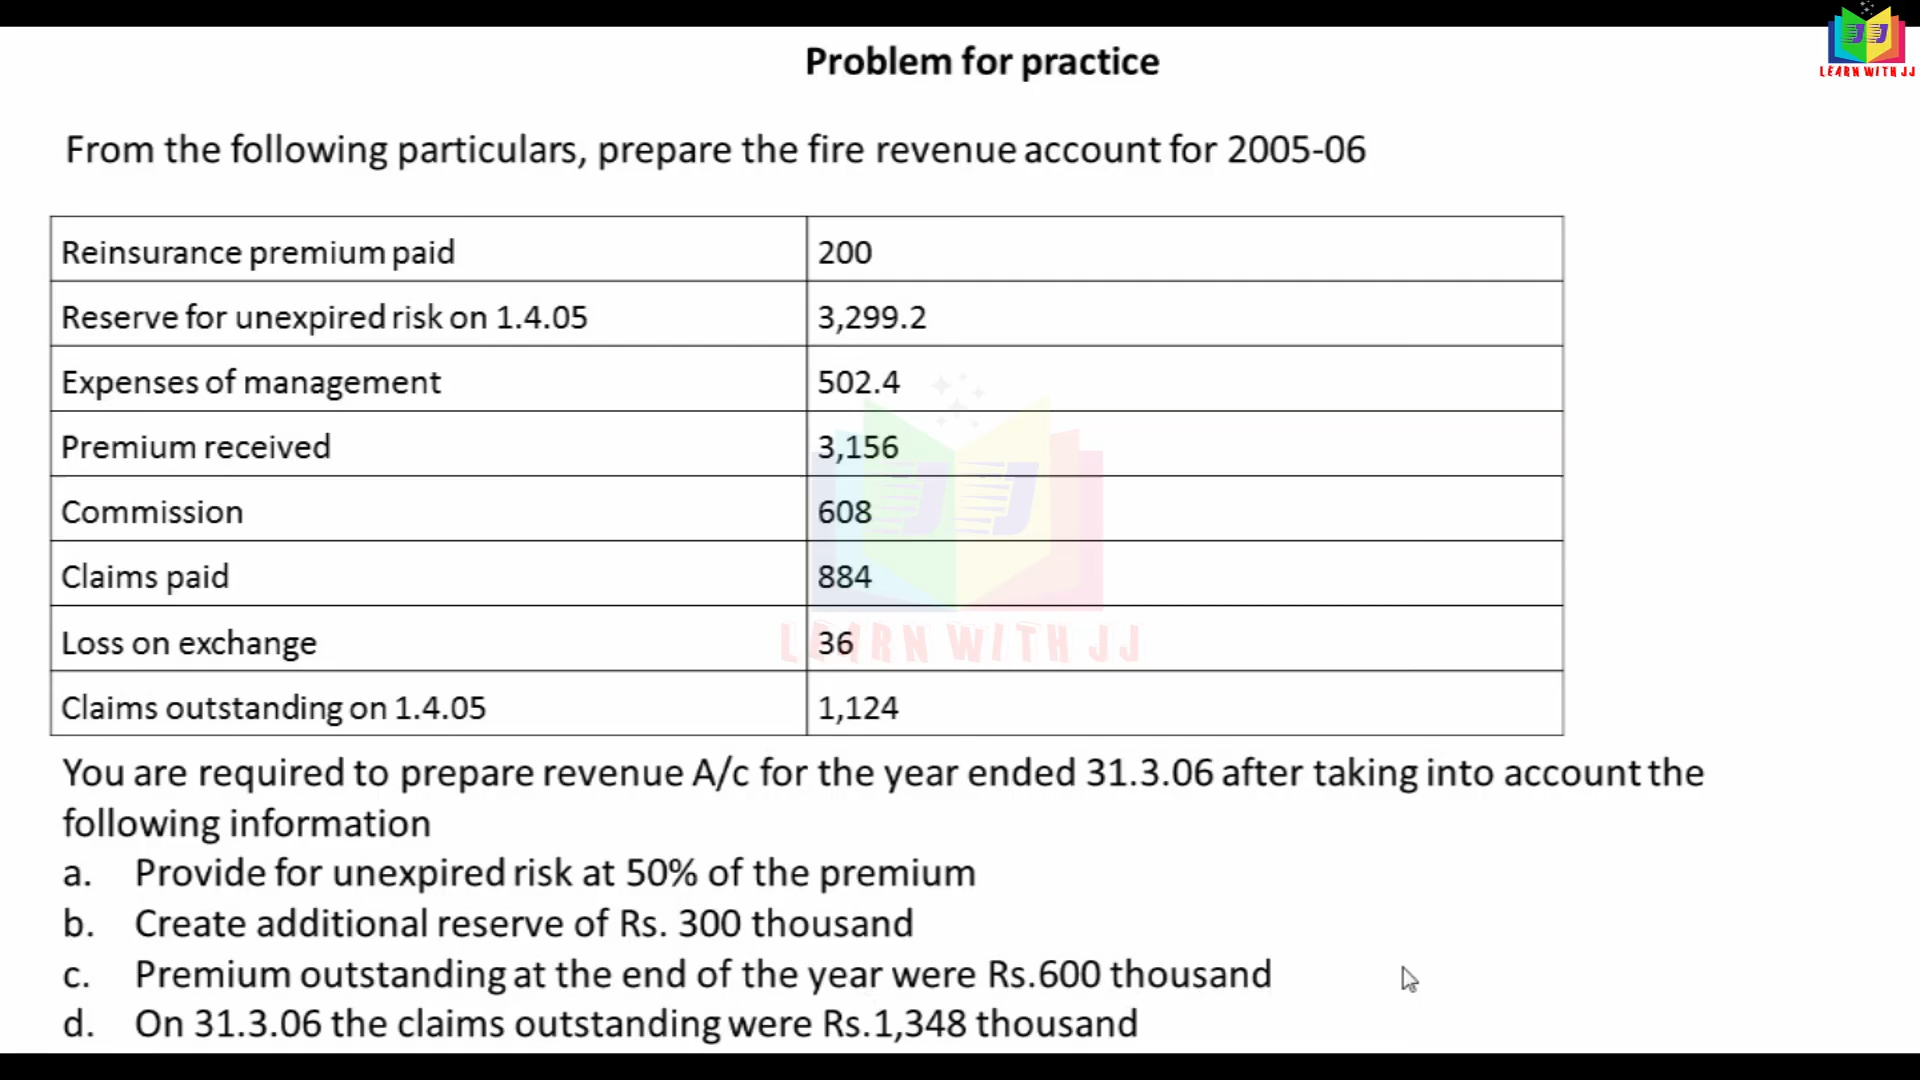 LEARN WITH JJ
Problem for practice
From the following particulars, prepare the fire revenue account for 2005-06
Reinsurance premium paid 200
Reserve for unexpired risk on 1.4.05 3,299.2
Expenses of management 502.4
Premium received 3,156
Commission 608
Claims paid 884
Loss on exchange 36
Claims outstanding on 1.4.05 1,124
LEARN WITH JJ
You are required to prepare revenue A/c for the year ended 31.3.06 after taking into account the
following information
a. Provide for unexpired risk at 50% of the premium
b. Create additional reserve of Rs. 300 thousand
c. Premium outstanding at the end of the year were Rs.600 thousand
d. On 31.3.06 the claims outstanding were Rs.1,348 thousand